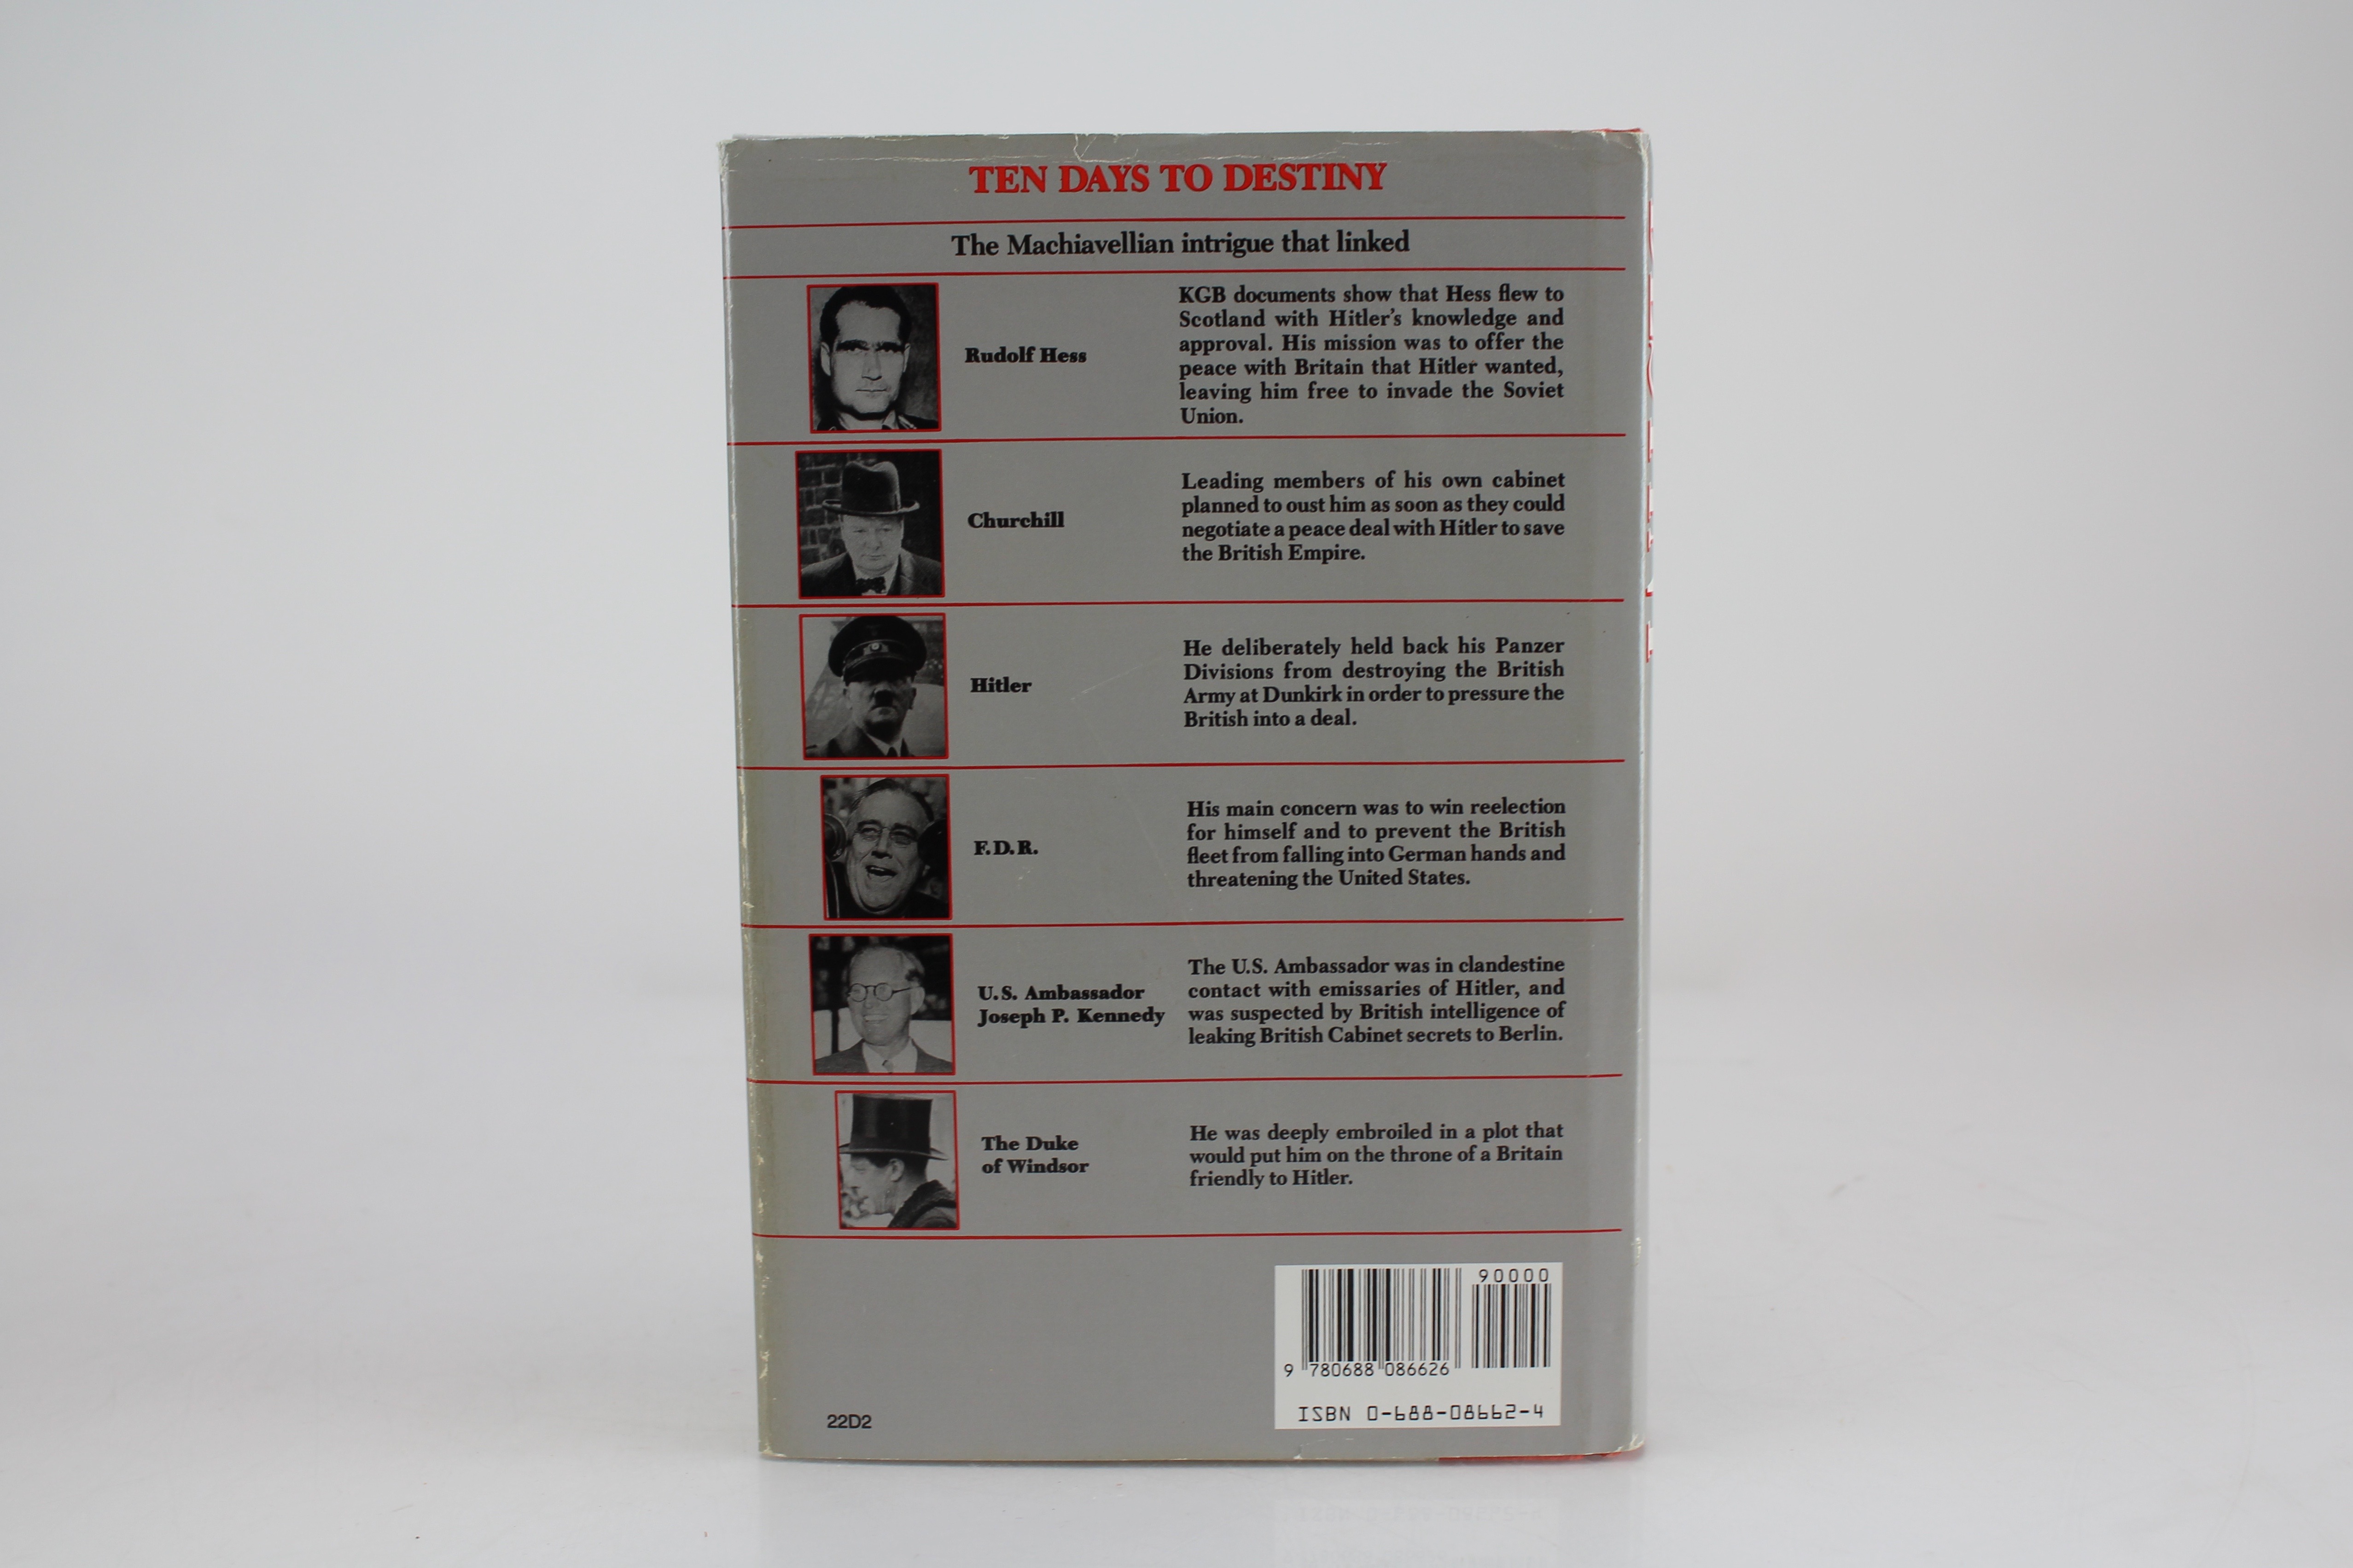 TEN DAYS TO DESTINY
The Machiavellian intrigue that linked
Rudolf Hess
KGB documents show that Hess flew to
Scotland with Hitler's knowledge and
approval. His mission was to offer the
peace with Britain that Hitler wanted,
leaving him free to invade the Soviet
Union.
Churchill
Leading members of his own cabinet
planned to oust him as soon as they could
negotiate a peace deal with Hitler to save
the British Empire.
Hitler
He deliberately held back his Panzer
Divisions from destroying the British
Army at Dunkirk in order to pressure the
British into a deal.
F.D.R.
His main concern was to win reelection
for himself and to prevent the British
fleet from falling into German hands and
threatening the United States.
U.S. Ambassador
Joseph P. Kennedy
The U.S. Ambassador was in clandestine
contact with emissaries of Hitler, and
was suspected by British intelligence of
leaking British Cabinet secrets to Berlin.
The Duke
of Windsor
He was deeply embroiled in a plot that
would put him on the throne of a Britain
friendly to Hitler.
90000
9 780688 086626
ISBN 0-688-08662-4
22D2